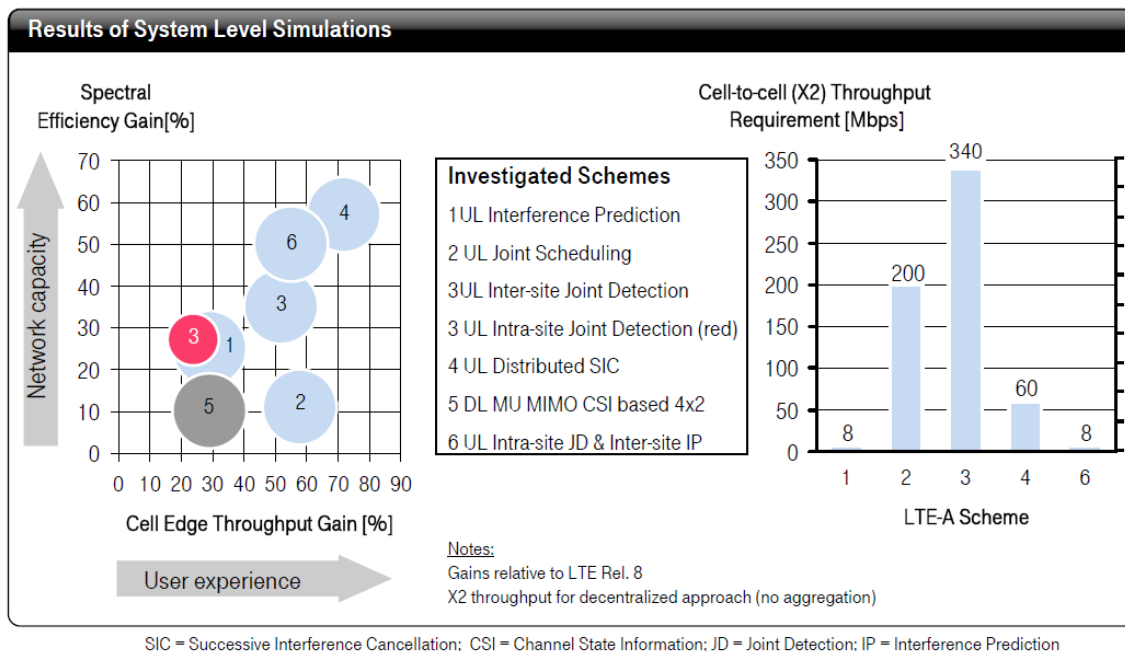 Results of System Level Simulations
Spectral
Efficiency Gain[%]
Network capacity
70
60
50
40
30
20
10
0
4
6
3
3
1
5
2
0 10 20 30 40 50 60 70 80 90
Cell Edge Throughput Gain [%]
User experience
Investigated Schemes
1UL Interference Prediction
2 UL Joint Scheduling
3UL Inter-site Joint Detection
3 UL Intra-site Joint Detection (red)
4 UL Distributed SIC
5 DL MU MIMO CSI based 4x2
6 UL Intra-site JD & Inter-site IP
Notes:
Gains relative to LTE Rel. 8
X2 throughput for decentralized approach (no aggregation)
Cell-to-cell (X2) Throughput
Requirement [Mbps]
350
300
250
200
150
100
50
0
8
200
340
60
8
1 2 3 4 6
LTE-A Scheme
SIC = Successive Interference Cancellation; CSI = Channel State Information; JD = Joint Detection; IP = Interference Prediction